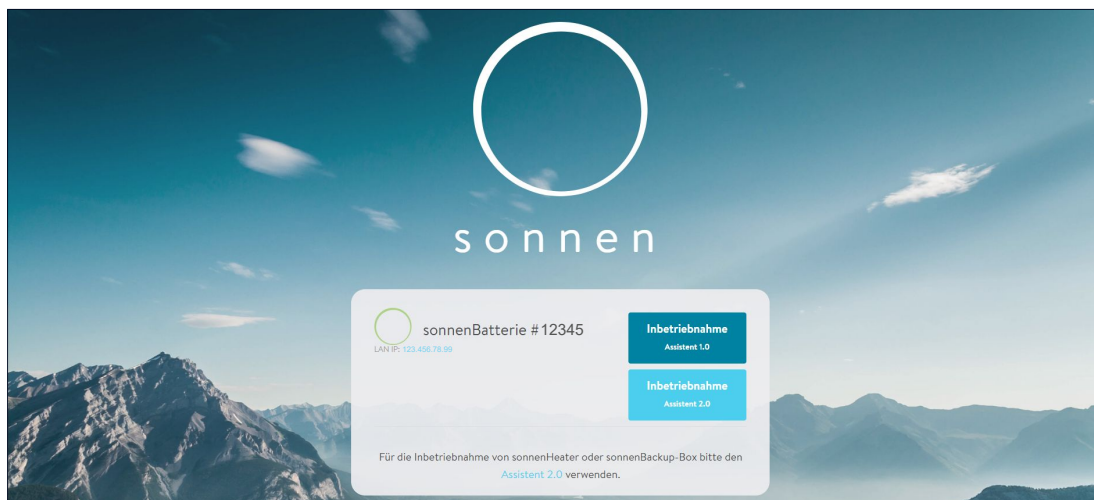 sonnen
sonnenBatterie #12345
LAN IP: 123.456.78.99
Inbetriebnahme
Assistent 1.0
Inbetriebnahme
Assistent 2.0
Für die Inbetriebnahme von sonnenHeater oder sonnenBackup-Box bitte den
Assistent 2.0 verwenden.